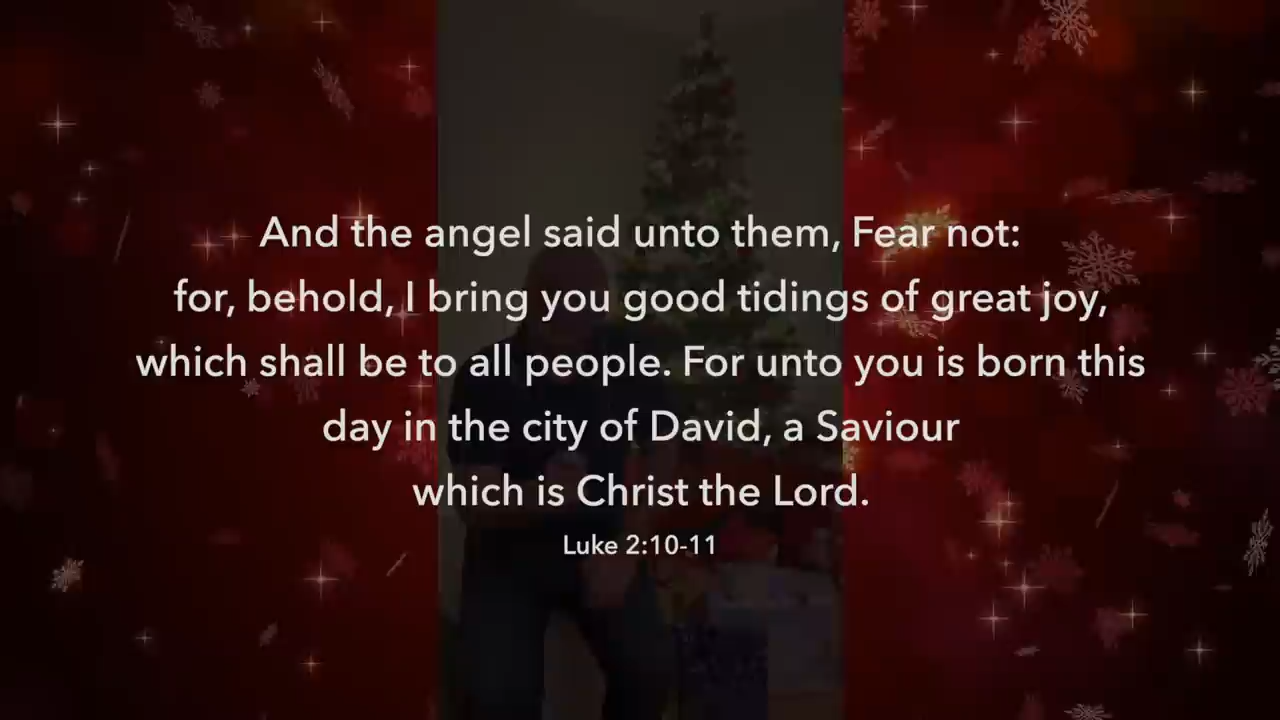 And the angel said unto them, Fear not:
for, behold, I bring you good tidings of great joy,
which shall be to all people. For unto you is born this
day in the city of David, a Saviour
which is Christ the Lord.
Luke 2:10-11